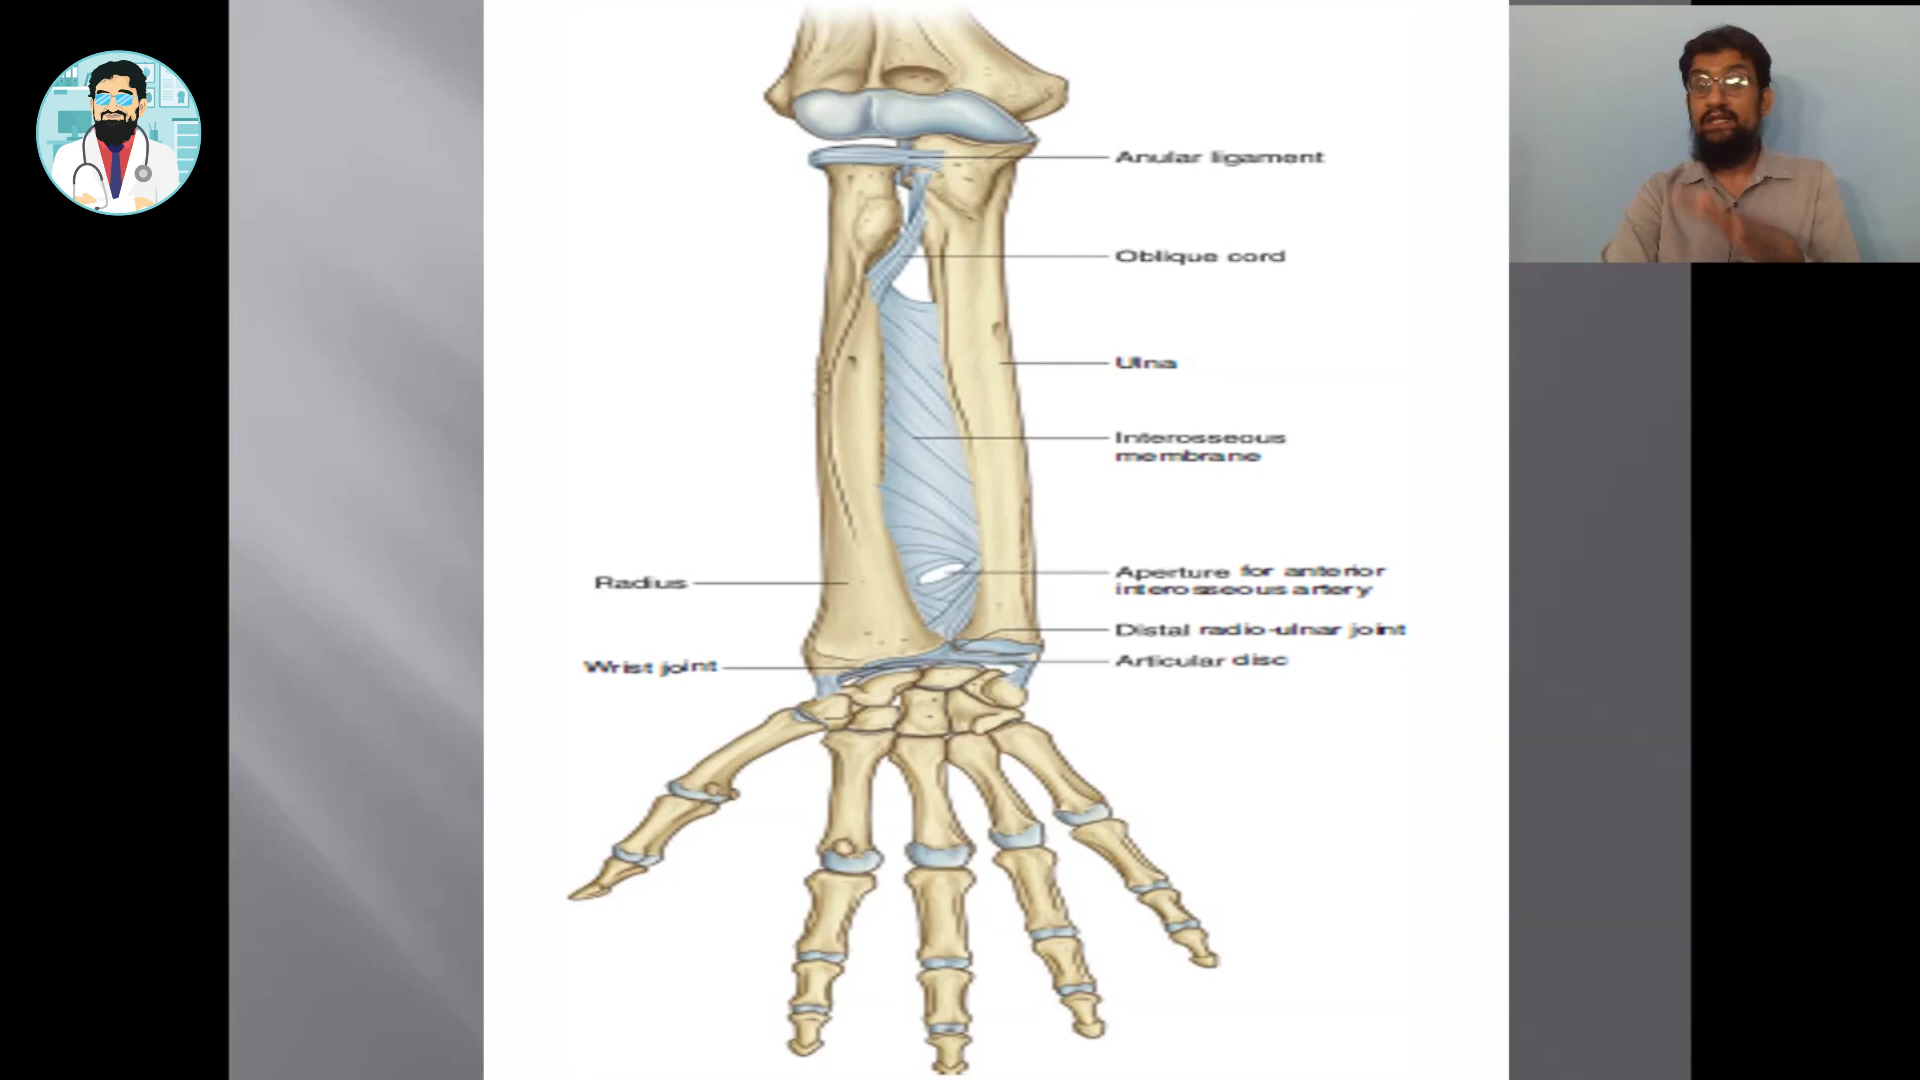 Anular ligament
Oblique cord
Ulna
Interosseous
membrane
Radius
Aperture for anterior
interosseous artery
Distal radio-ulnar joint
Wrist joint
Articular disc